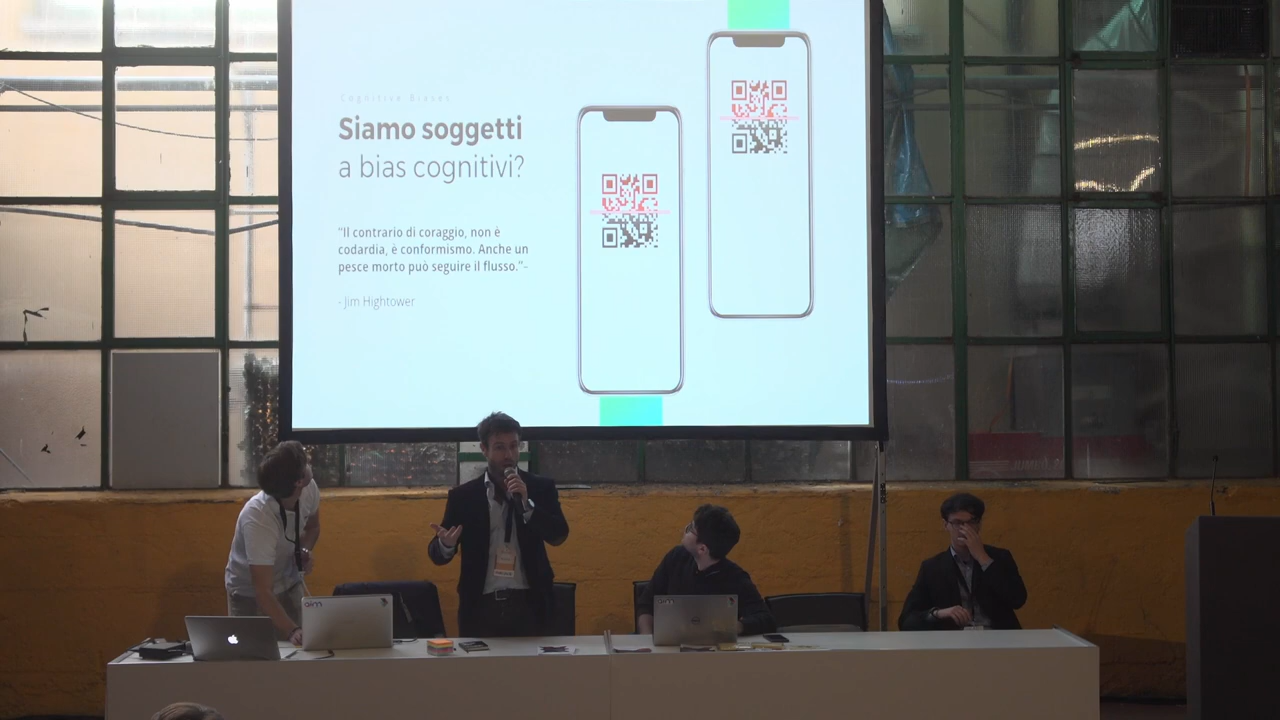 Cognitive Biases
Siamo soggetti
a bias cognitivi?
“Il contrario di coraggio, non è
codardia, è conformismo. Anche un
pesce morto può seguire il flusso.”-
- Jim Hightower
aim